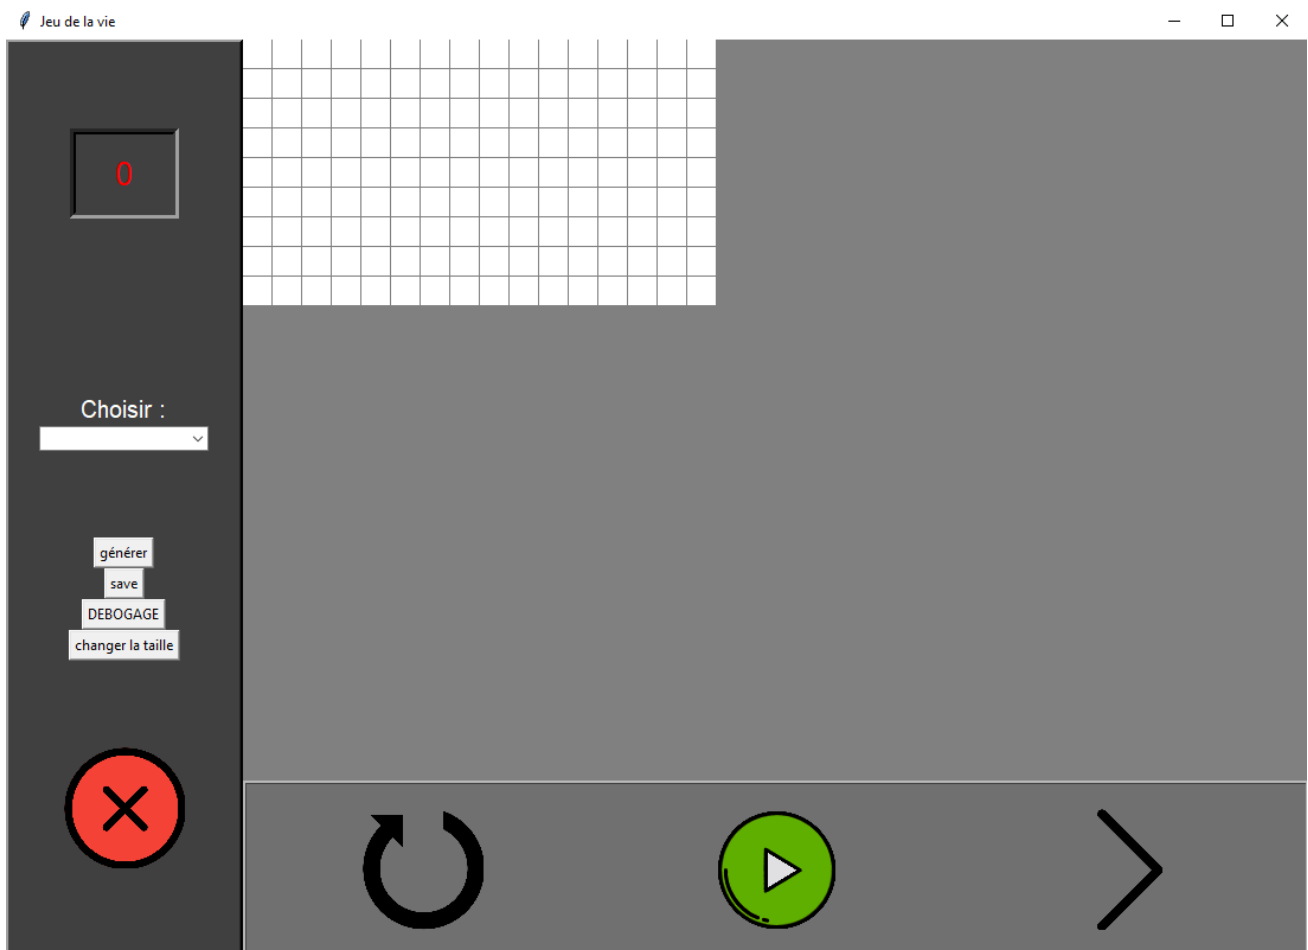 Jeu de la vie
0
Choisir :
générer
save
DEBOGAGE
changer la taille